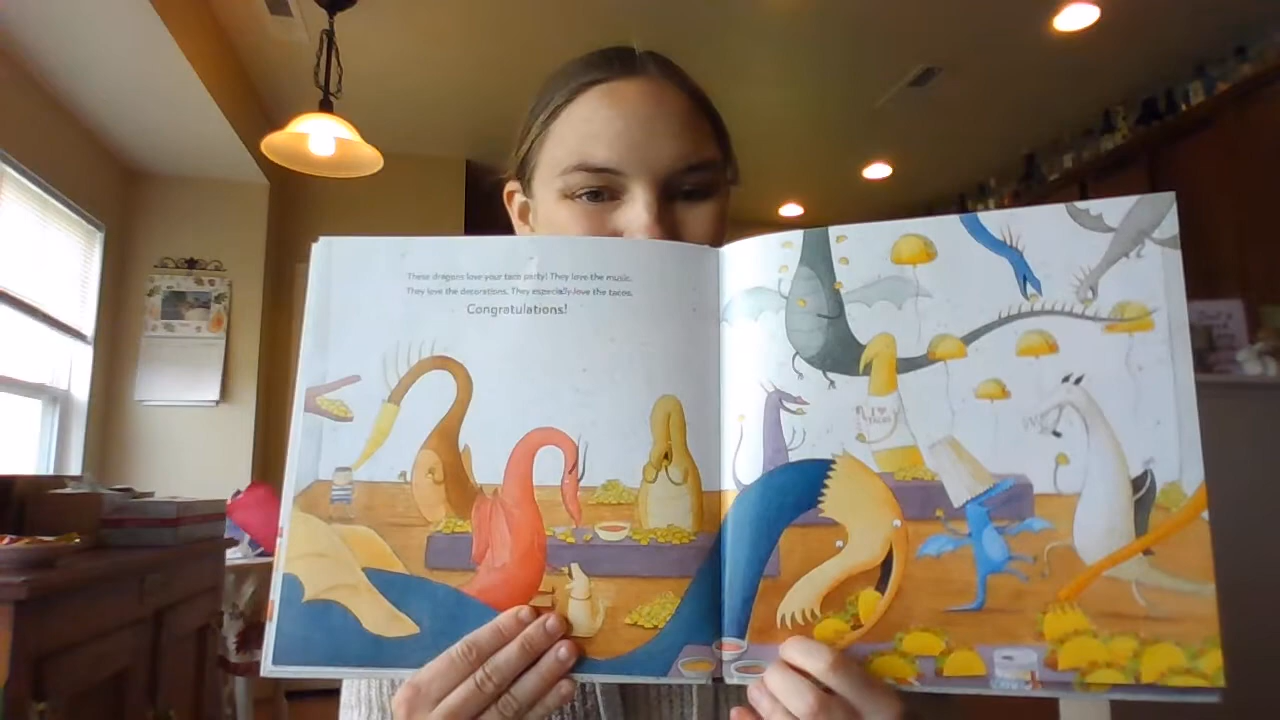 These dragons love your taco party! They love the music.
They love the decorations. They especially love the tacos.
Congratulations!
I ♥
TACOS